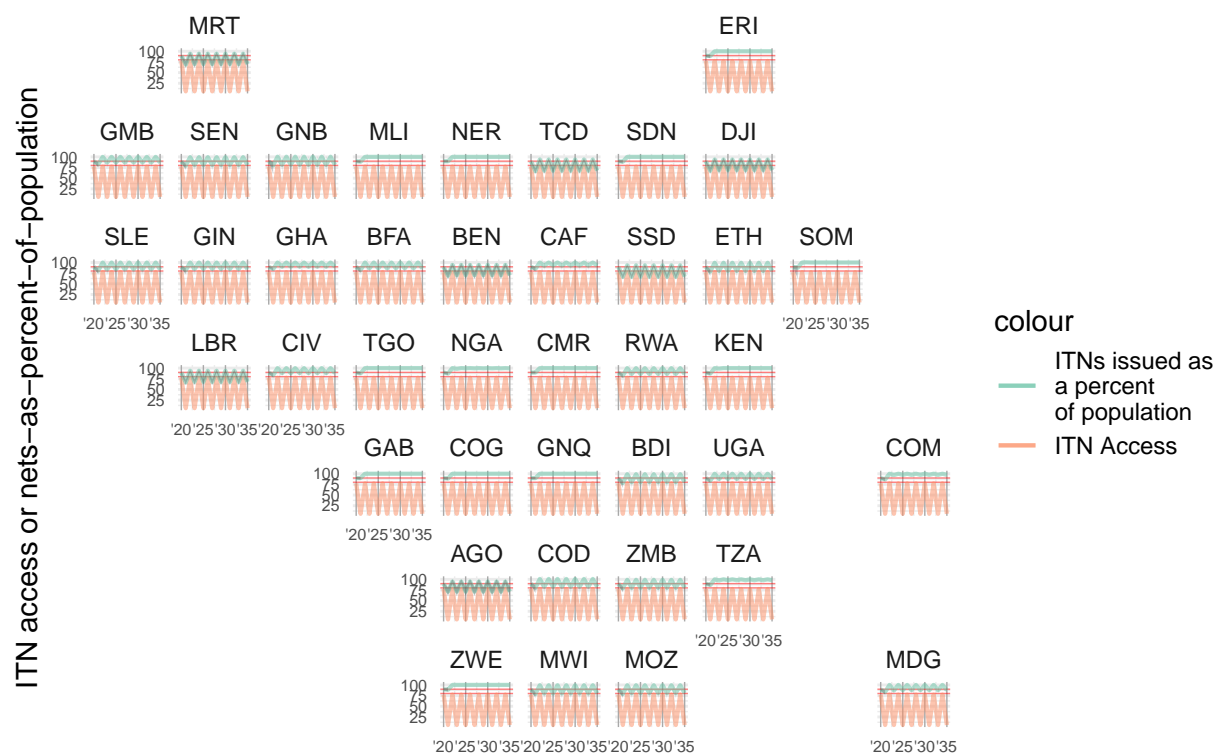 ITN access or nets−as−percent−of−population
MRT ERI
100
75
50
25
GMB SEN GNB MLI NER TCD SDN DJI
100
75
50
25
SLE GIN GHA BFA BEN CAF SSD ETH SOM
100
75
50
25
'20'25'30'35 '20'25'30'35
LBR CIV TGO NGA CMR RWA KEN
100
75
50
25
'20'25'30'35'20'25'30'35
GAB COG GNQ BDI UGA COM
100
75
50
25
'20'25'30'35
AGO COD ZMB TZA
100
75
50
25
'20'25'30'35
ZWE MWI MOZ MDG
100
75
50
25
'20'25'30'35'20'25'30'35'20'25'30'35 '20'25'30'35
colour
ITNs issued as
a percent
of population
ITN Access